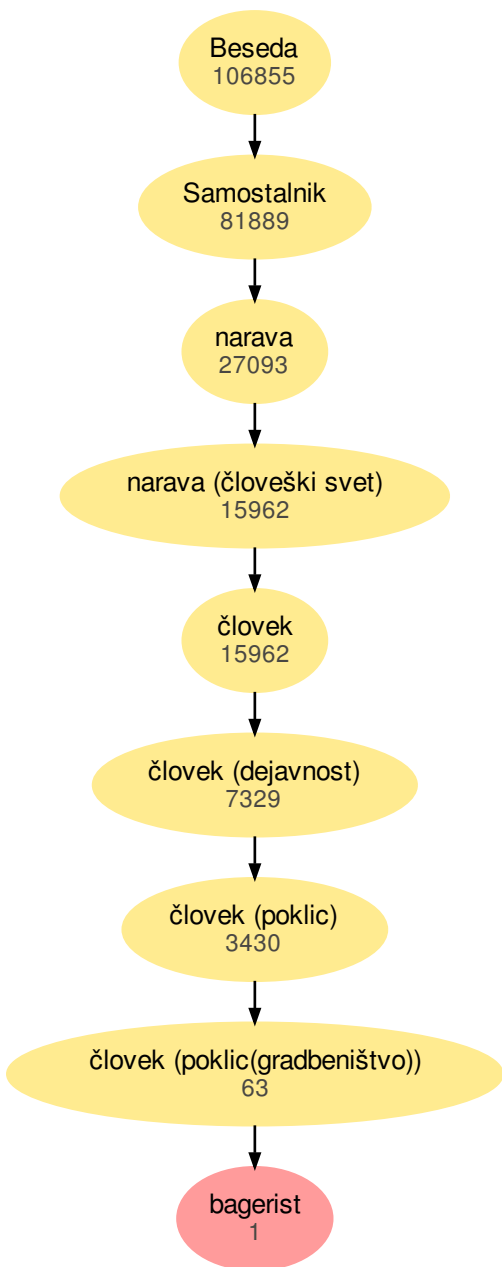 Beseda
106855
Samostalnik
81889
narava
27093
narava (človeški svet)
15962
človek
15962
človek (dejavnost)
7329
človek (poklic)
3430
človek (poklic(gradbeništvo))
63
bagerist
1